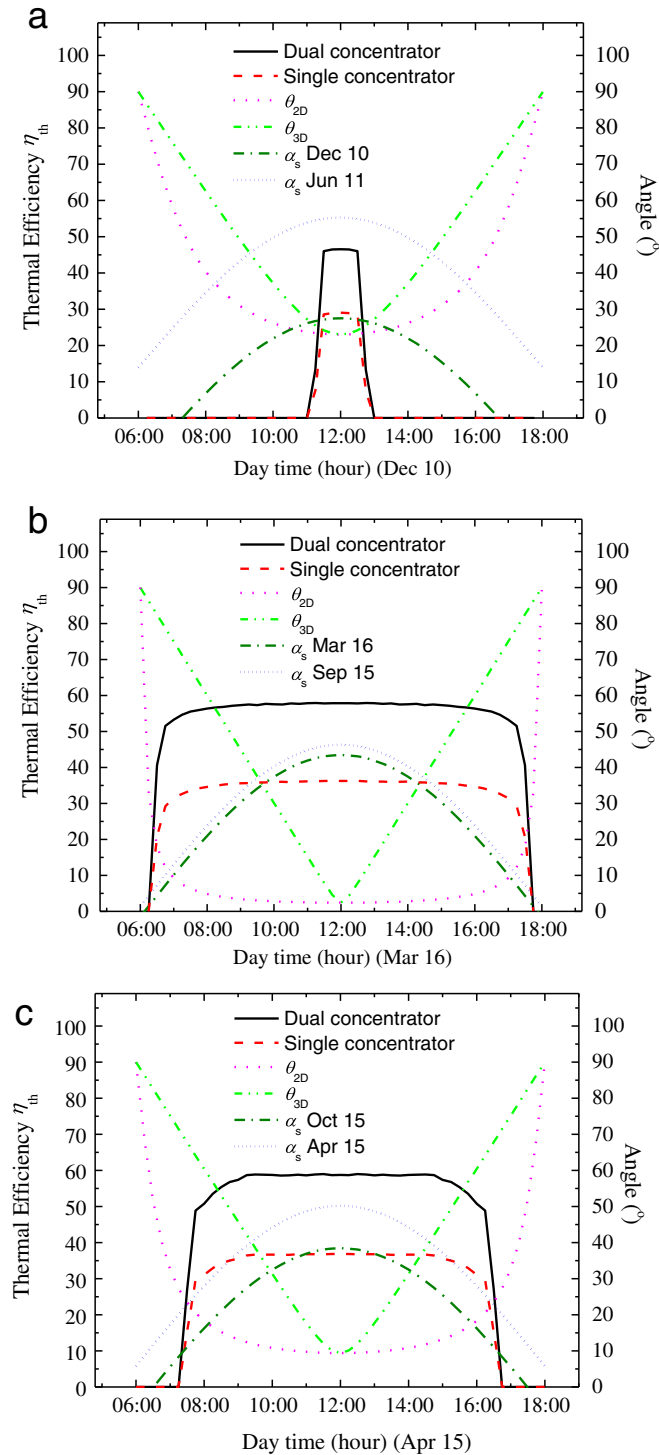 a
Dual concentrator
Single concentrator
θ2D
θ3D
αs Dec 10
αs Jun 11
Thermal Efficiency ηth
Angle (°)
100
90
80
70
60
50
40
30
20
10
0
100
90
80
70
60
50
40
30
20
10
0
06:00 08:00 10:00 12:00 14:00 16:00 18:00
Day time (hour) (Dec 10)
b
Dual concentrator
Single concentrator
θ2D
θ3D
αs Mar 16
αs Sep 15
Thermal Efficiency ηth
Angle (°)
100
90
80
70
60
50
40
30
20
10
0
100
90
80
70
60
50
40
30
20
10
0
06:00 08:00 10:00 12:00 14:00 16:00 18:00
Day time (hour) (Mar 16)
c
Dual concentrator
Single concentrator
θ2D
θ3D
αs Oct 15
αs Apr 15
Thermal Efficiency ηth
Angle (°)
100
90
80
70
60
50
40
30
20
10
0
100
90
80
70
60
50
40
30
20
10
0
06:00 08:00 10:00 12:00 14:00 16:00 18:00
Day time (hour) (Apr 15)